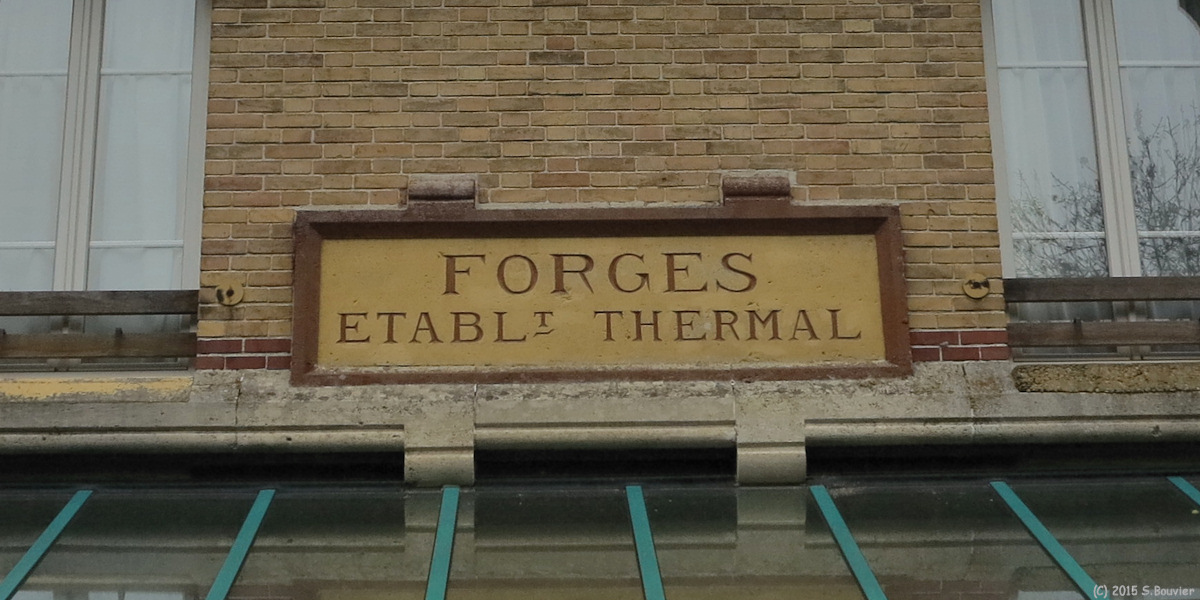 FORGES
ETABLT THERMAL
(C) 2015 S.Bouvier